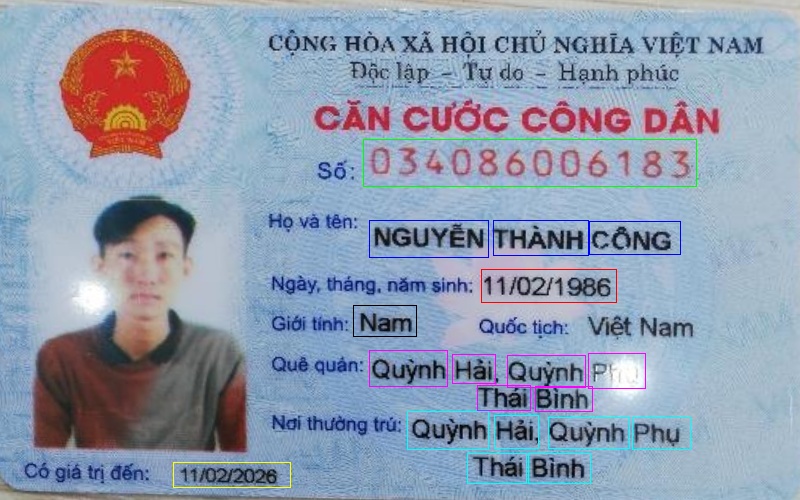 CỘNG HÒA XÃ HỘI CHỦ NGHĨA VIỆT NAM
Độc lập – Tự do – Hạnh phúc
CĂN CƯỚC CÔNG DÂN
Số: 034086006183
Họ và tên: NGUYỄN THÀNH CÔNG
Ngày, tháng, năm sinh: 11/02/1986
Giới tính: Nam Quốc tịch: Việt Nam
Quê quán: Quỳnh Hải, Quỳnh Phụ
Thái Bình
Nơi thường trú: Quỳnh Hải, Quỳnh Phụ
Thái Bình
Có giá trị đến: 11/02/2026